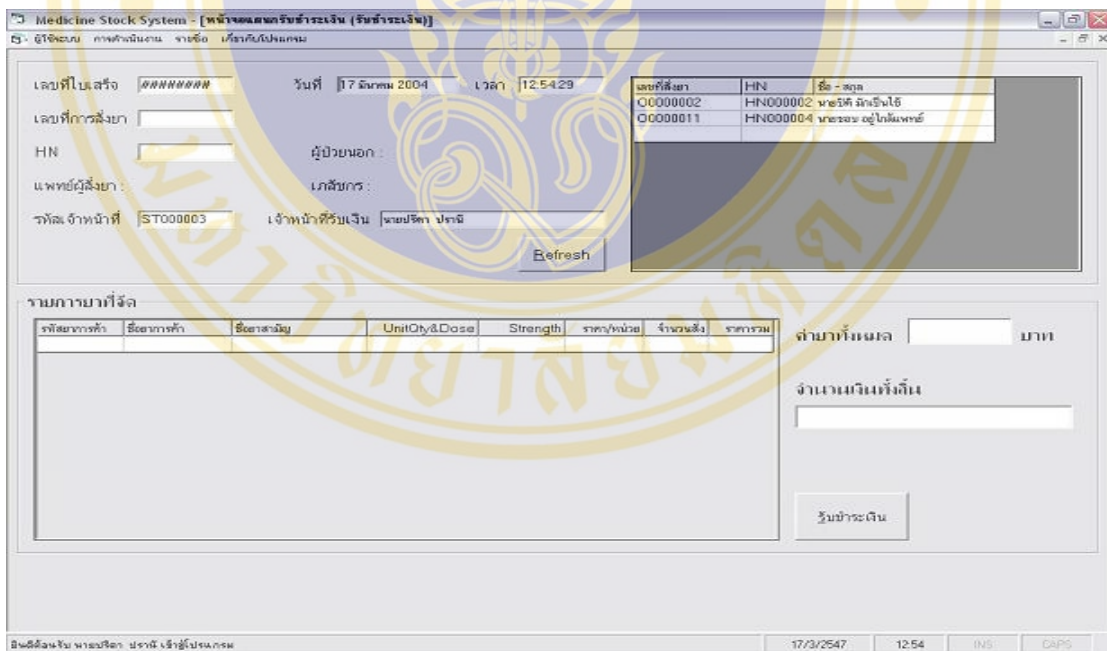 Medicine Stock System - [หน้าจอแผนกรับชำระเงิน (รับชำระเงิน)]
ผู้ใช้ระบบ การดำเนินงาน รายชื่อ เกี่ยวกับโปรแกรม
เลขที่ใบเสร็จ ######## วันที่ 17 มีนาคม 2004 เวลา 12:54:29
เลขที่การสั่งยา
HN ผู้ป่วยนอก :
แพทย์ผู้สั่งยา : เภสัชกร :
รหัสเจ้าหน้าที่ ST000003 เจ้าหน้าที่รับเงิน นายปรีดา ปรานี
Refresh
เลขที่สั่งยา HN ชื่อ - สกุล
O0000002 HN000002 นายปิติ มักเป็นไข้
O0000011 HN000004 นายชอบ อยู่ใกล้แพทย์
รายการยาที่จัด
รหัสยาการค้า ชื่อยาการค้า ชื่อยาสามัญ UnitQty&Dose Strength ราคา/หน่วย จำนวนสั่ง ราคารวม
ค่ายาทั้งหมด บาท
จำนวนเงินทั้งสิ้น
รับชำระเงิน
ยินดีต้อนรับ นายปรีดา ปรานี เข้าสู่โปรแกรม
17/3/2547 12:54 INS CAPS
มหาวิทยาลัยมหิดล